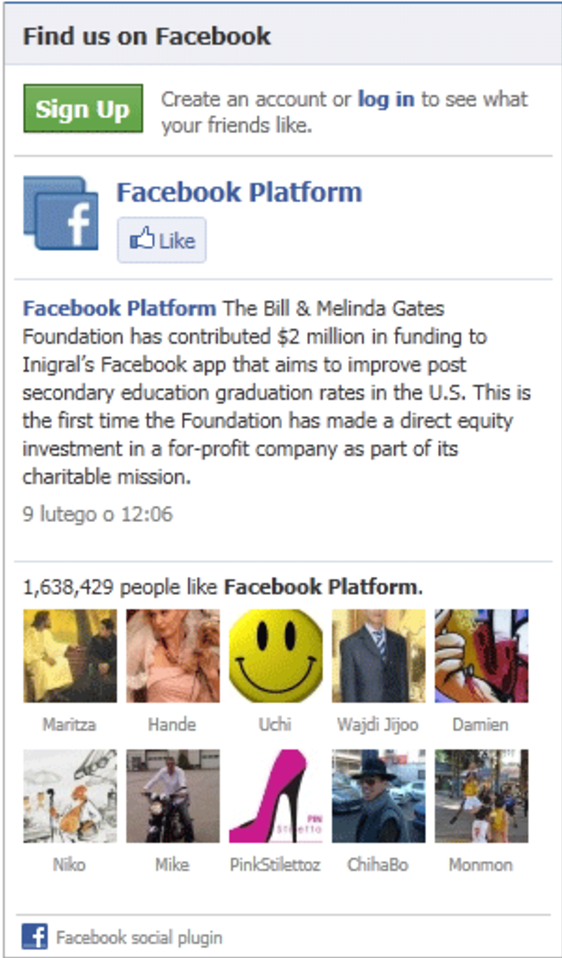 Find us on Facebook
Sign Up
Create an account or log in to see what
your friends like.
Facebook Platform
Like
Facebook Platform The Bill & Melinda Gates
Foundation has contributed $2 million in funding to
Inigral's Facebook app that aims to improve post
secondary education graduation rates in the U.S. This is
the first time the Foundation has made a direct equity
investment in a for-profit company as part of its
charitable mission.
9 lutego o 12:06
1,638,429 people like Facebook Platform.
Maritza
Hande
Uchi
Wajdi Jijoo
Damien
PIN
Stiletto
Niko
Mike
PinkStilettoz
ChihaBo
Monmon
Facebook social plugin